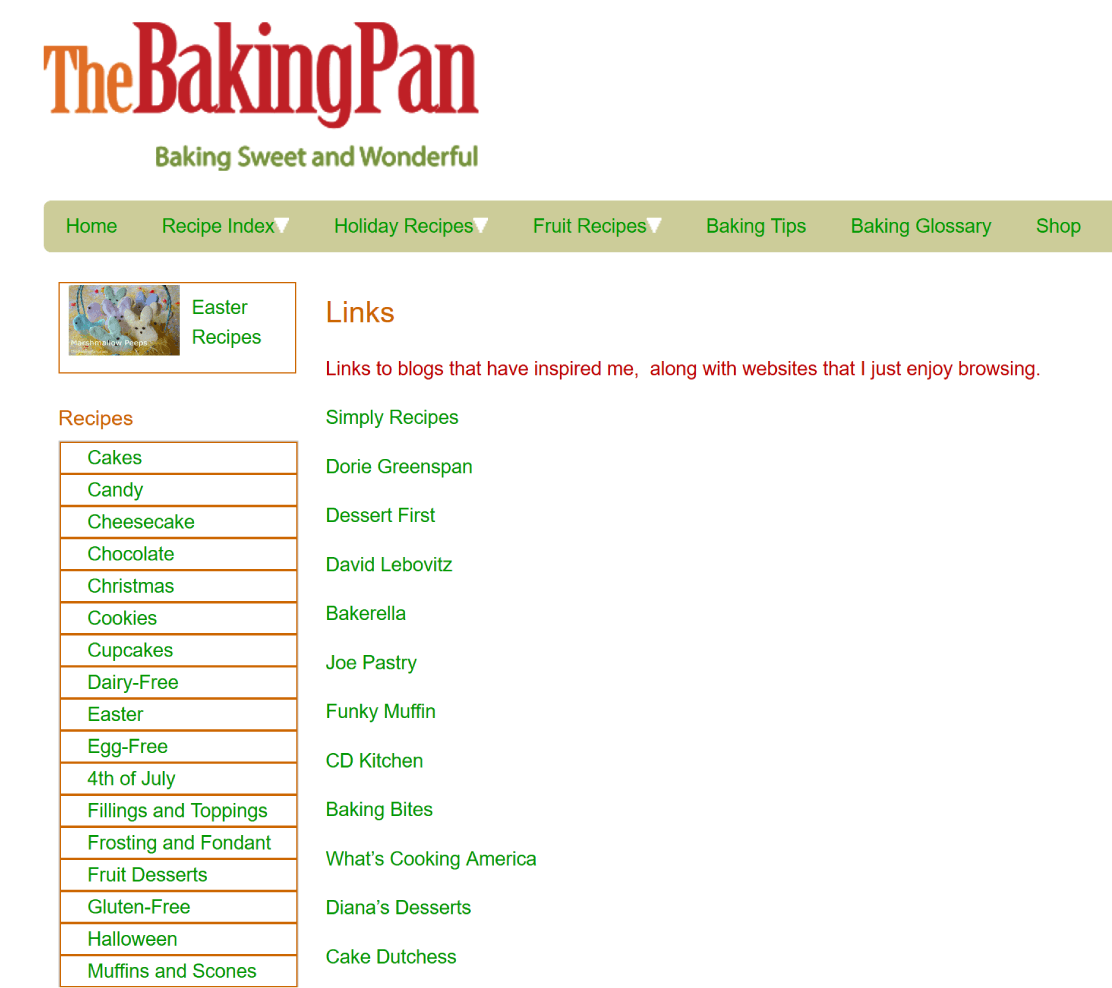 TheBakingPan
Baking Sweet and Wonderful
Home Recipe Index Holiday Recipes Fruit Recipes Baking Tips Baking Glossary Shop
Marshmallow Peeps
Easter
Recipes
Recipes
Cakes
Candy
Cheesecake
Chocolate
Christmas
Cookies
Cupcakes
Dairy-Free
Easter
Egg-Free
4th of July
Fillings and Toppings
Frosting and Fondant
Fruit Desserts
Gluten-Free
Halloween
Muffins and Scones
Links
Links to blogs that have inspired me,  along with websites that I just enjoy browsing.
Simply Recipes
Dorie Greenspan
Dessert First
David Lebovitz
Bakerella
Joe Pastry
Funky Muffin
CD Kitchen
Baking Bites
What’s Cooking America
Diana’s Desserts
Cake Dutchess